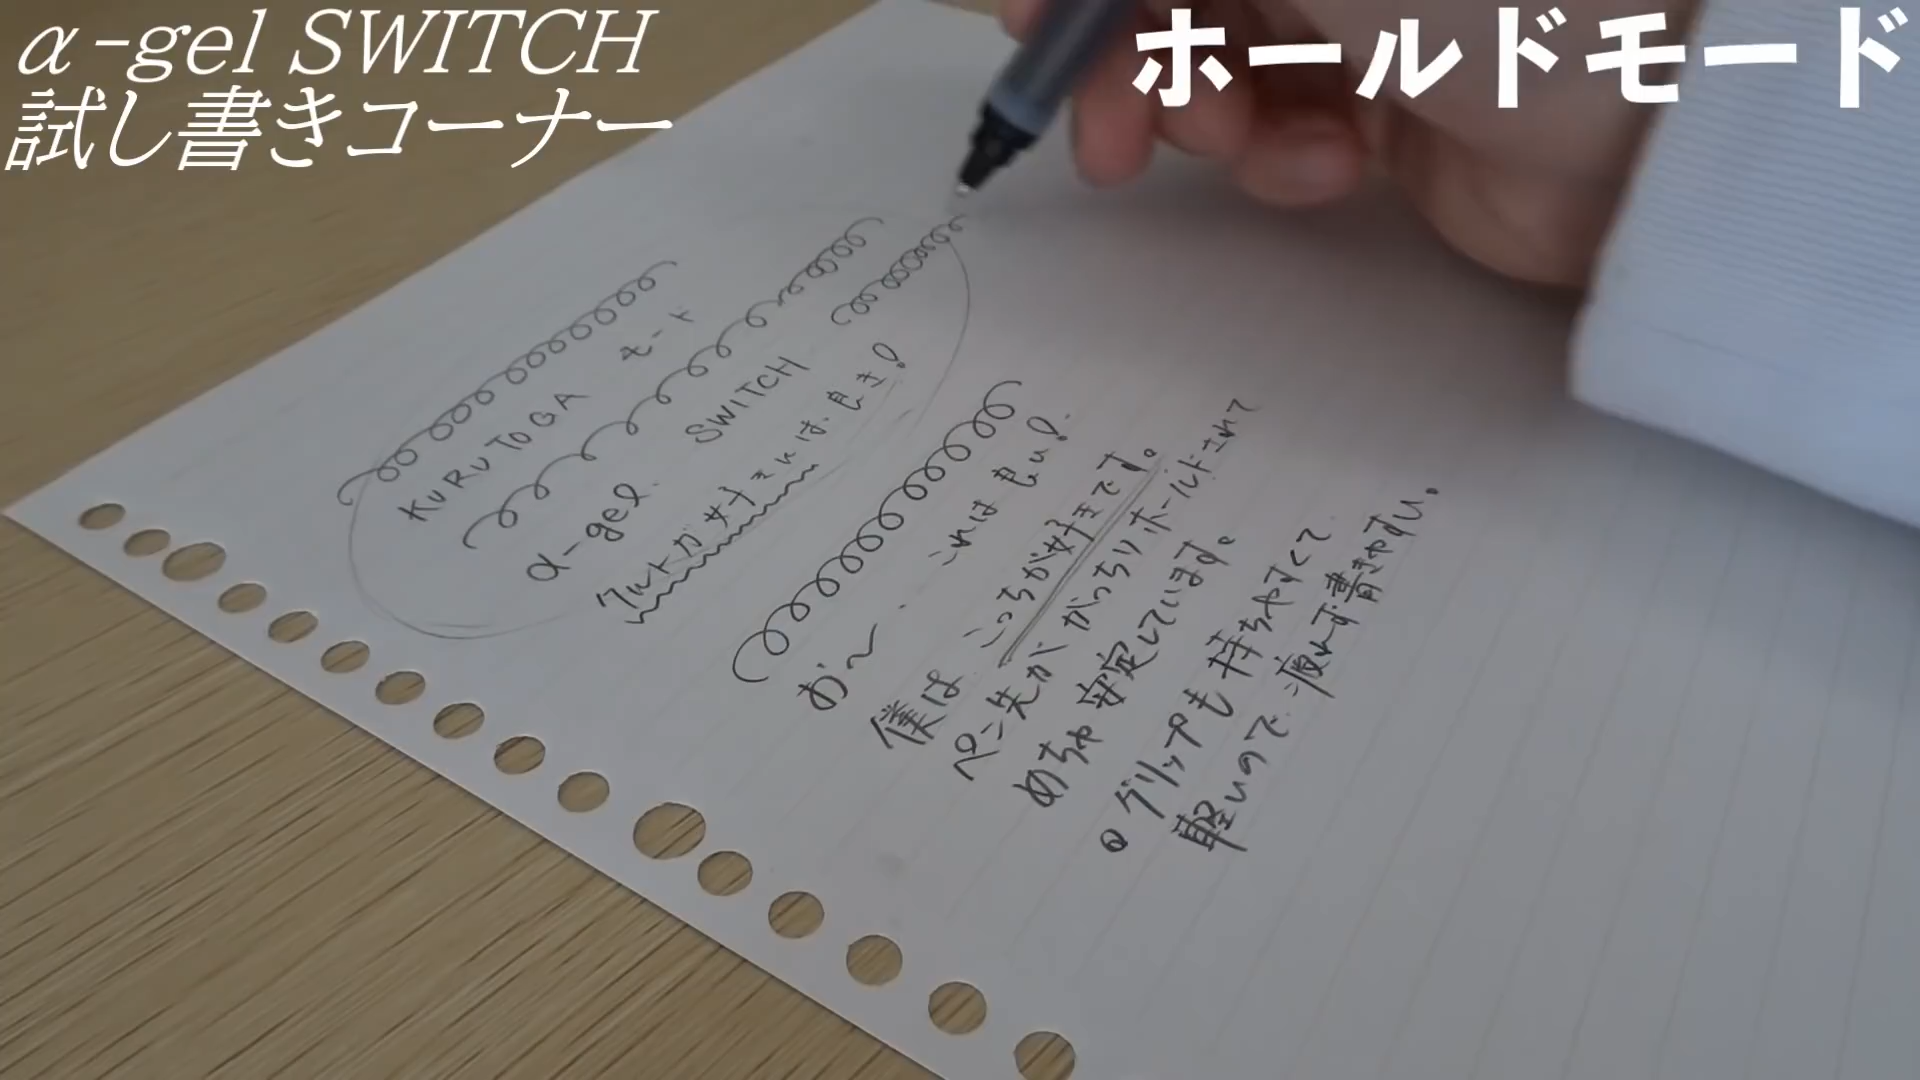 α-gel SWITCH
試し書きコーナー
ホールドモード
KURUTOGA モード
α-gel SWITCH
クルトガ好きには良き!
お〜、これは良い!
僕はこっちが好きです。
ペン先ががっちりホールドされて
めちゃ安定しています。
グリップも持ちやすくて
軽いので疲れず書きやすい。